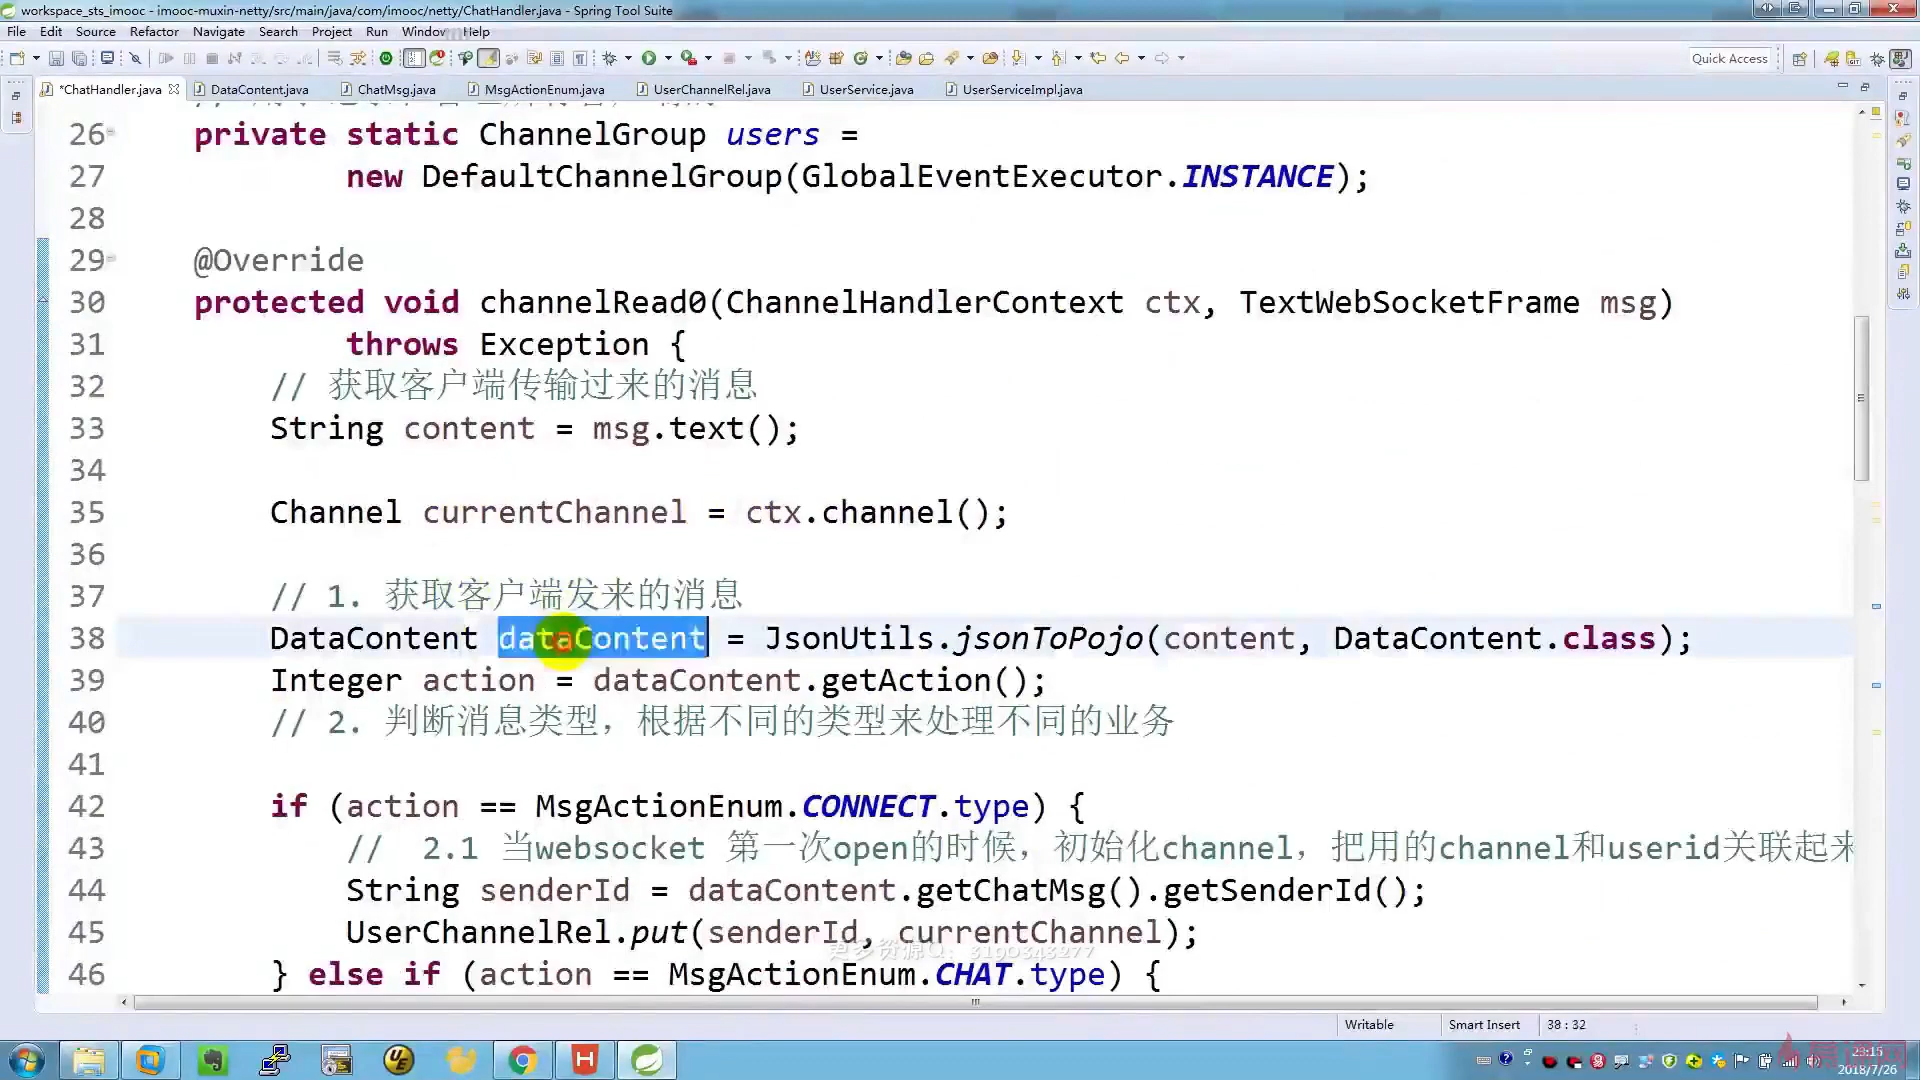 workspace_sts_imooc - imooc-muxin-netty/src/main/java/com/imooc/netty/ChatHandler.java - Spring Tool Suite
File Edit Source Refactor Navigate Search Project Run Window Help
Quick Access
*ChatHandler.java DataContent.java ChatMsg.java MsgActionEnum.java UserChannelRel.java UserService.java UserServiceImpl.java
26 private static ChannelGroup users =
27 new DefaultChannelGroup(GlobalEventExecutor.INSTANCE);
28
29 @Override
30 protected void channelRead0(ChannelHandlerContext ctx, TextWebSocketFrame msg)
31 throws Exception {
32 // 获取客户端传输过来的消息
33 String content = msg.text();
34
35 Channel currentChannel = ctx.channel();
36
37 // 1. 获取客户端发来的消息
38 DataContent dataContent = JsonUtils.jsonToPojo(content, DataContent.class);
39 Integer action = dataContent.getAction();
40 // 2. 判断消息类型，根据不同的类型来处理不同的业务
41
42 if (action == MsgActionEnum.CONNECT.type) {
43 // 2.1 当websocket 第一次open的时候，初始化channel，把用的channel和userid关联起来
44 String senderId = dataContent.getChatMsg().getSenderId();
45 UserChannelRel.put(senderId, currentChannel);
更多资源Q：3190343277
46 } else if (action == MsgActionEnum.CHAT.type) {
Writable Smart Insert 38 : 32
23:15
2018/7/26